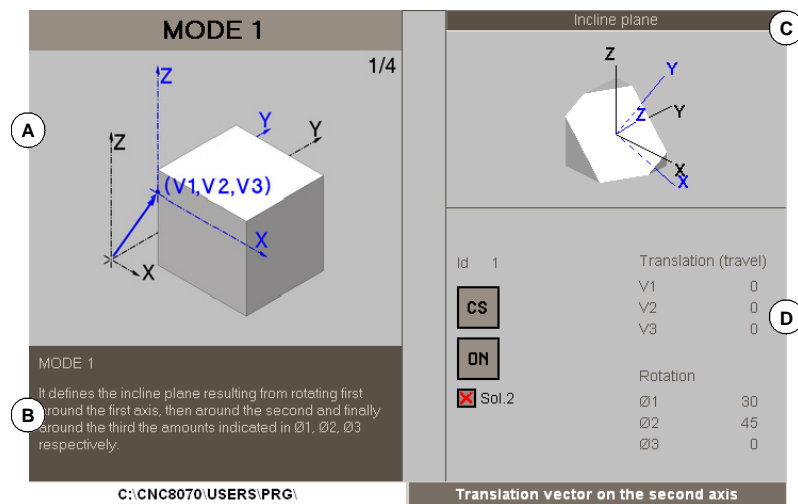 MODE 1
1/4
Z
Y
Y
Z
(V1,V2,V3)
X
X
A
MODE 1
It defines the incline plane resulting from rotating first
around the first axis, then around the second and finally
around the third the amounts indicated in Ø1, Ø2, Ø3
respectively.
B
C:\CNC8070\USERS\PRG\
Incline plane
C
Z
Y
Y
Z
X
X
Id 1
CS
ON
Sol.2
Translation (travel)
V1 0
V2 0
V3 0
D
Rotation
Ø1 30
Ø2 45
Ø3 0
Translation vector on the second axis